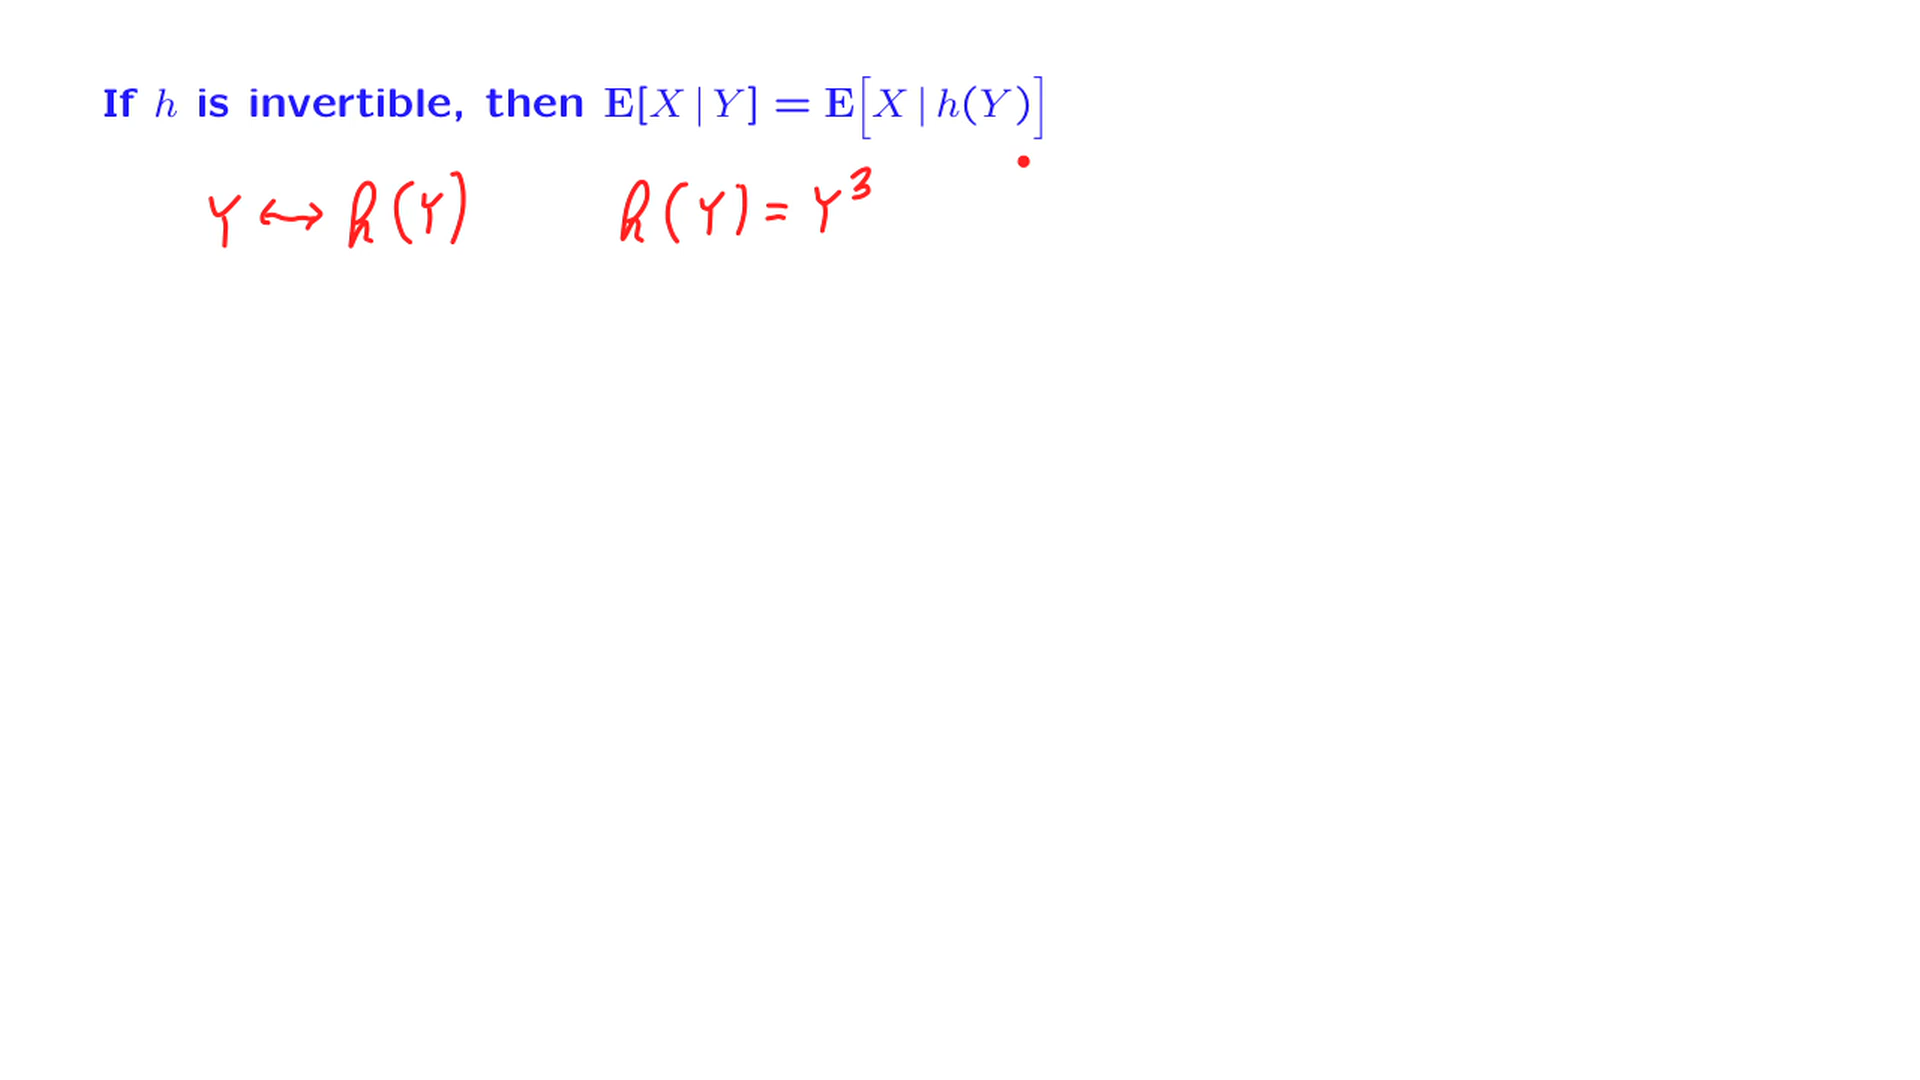 If h is invertible, then E[X | Y] = E[X | h(Y)]
Y ↔ h(Y) h(Y) = Y³